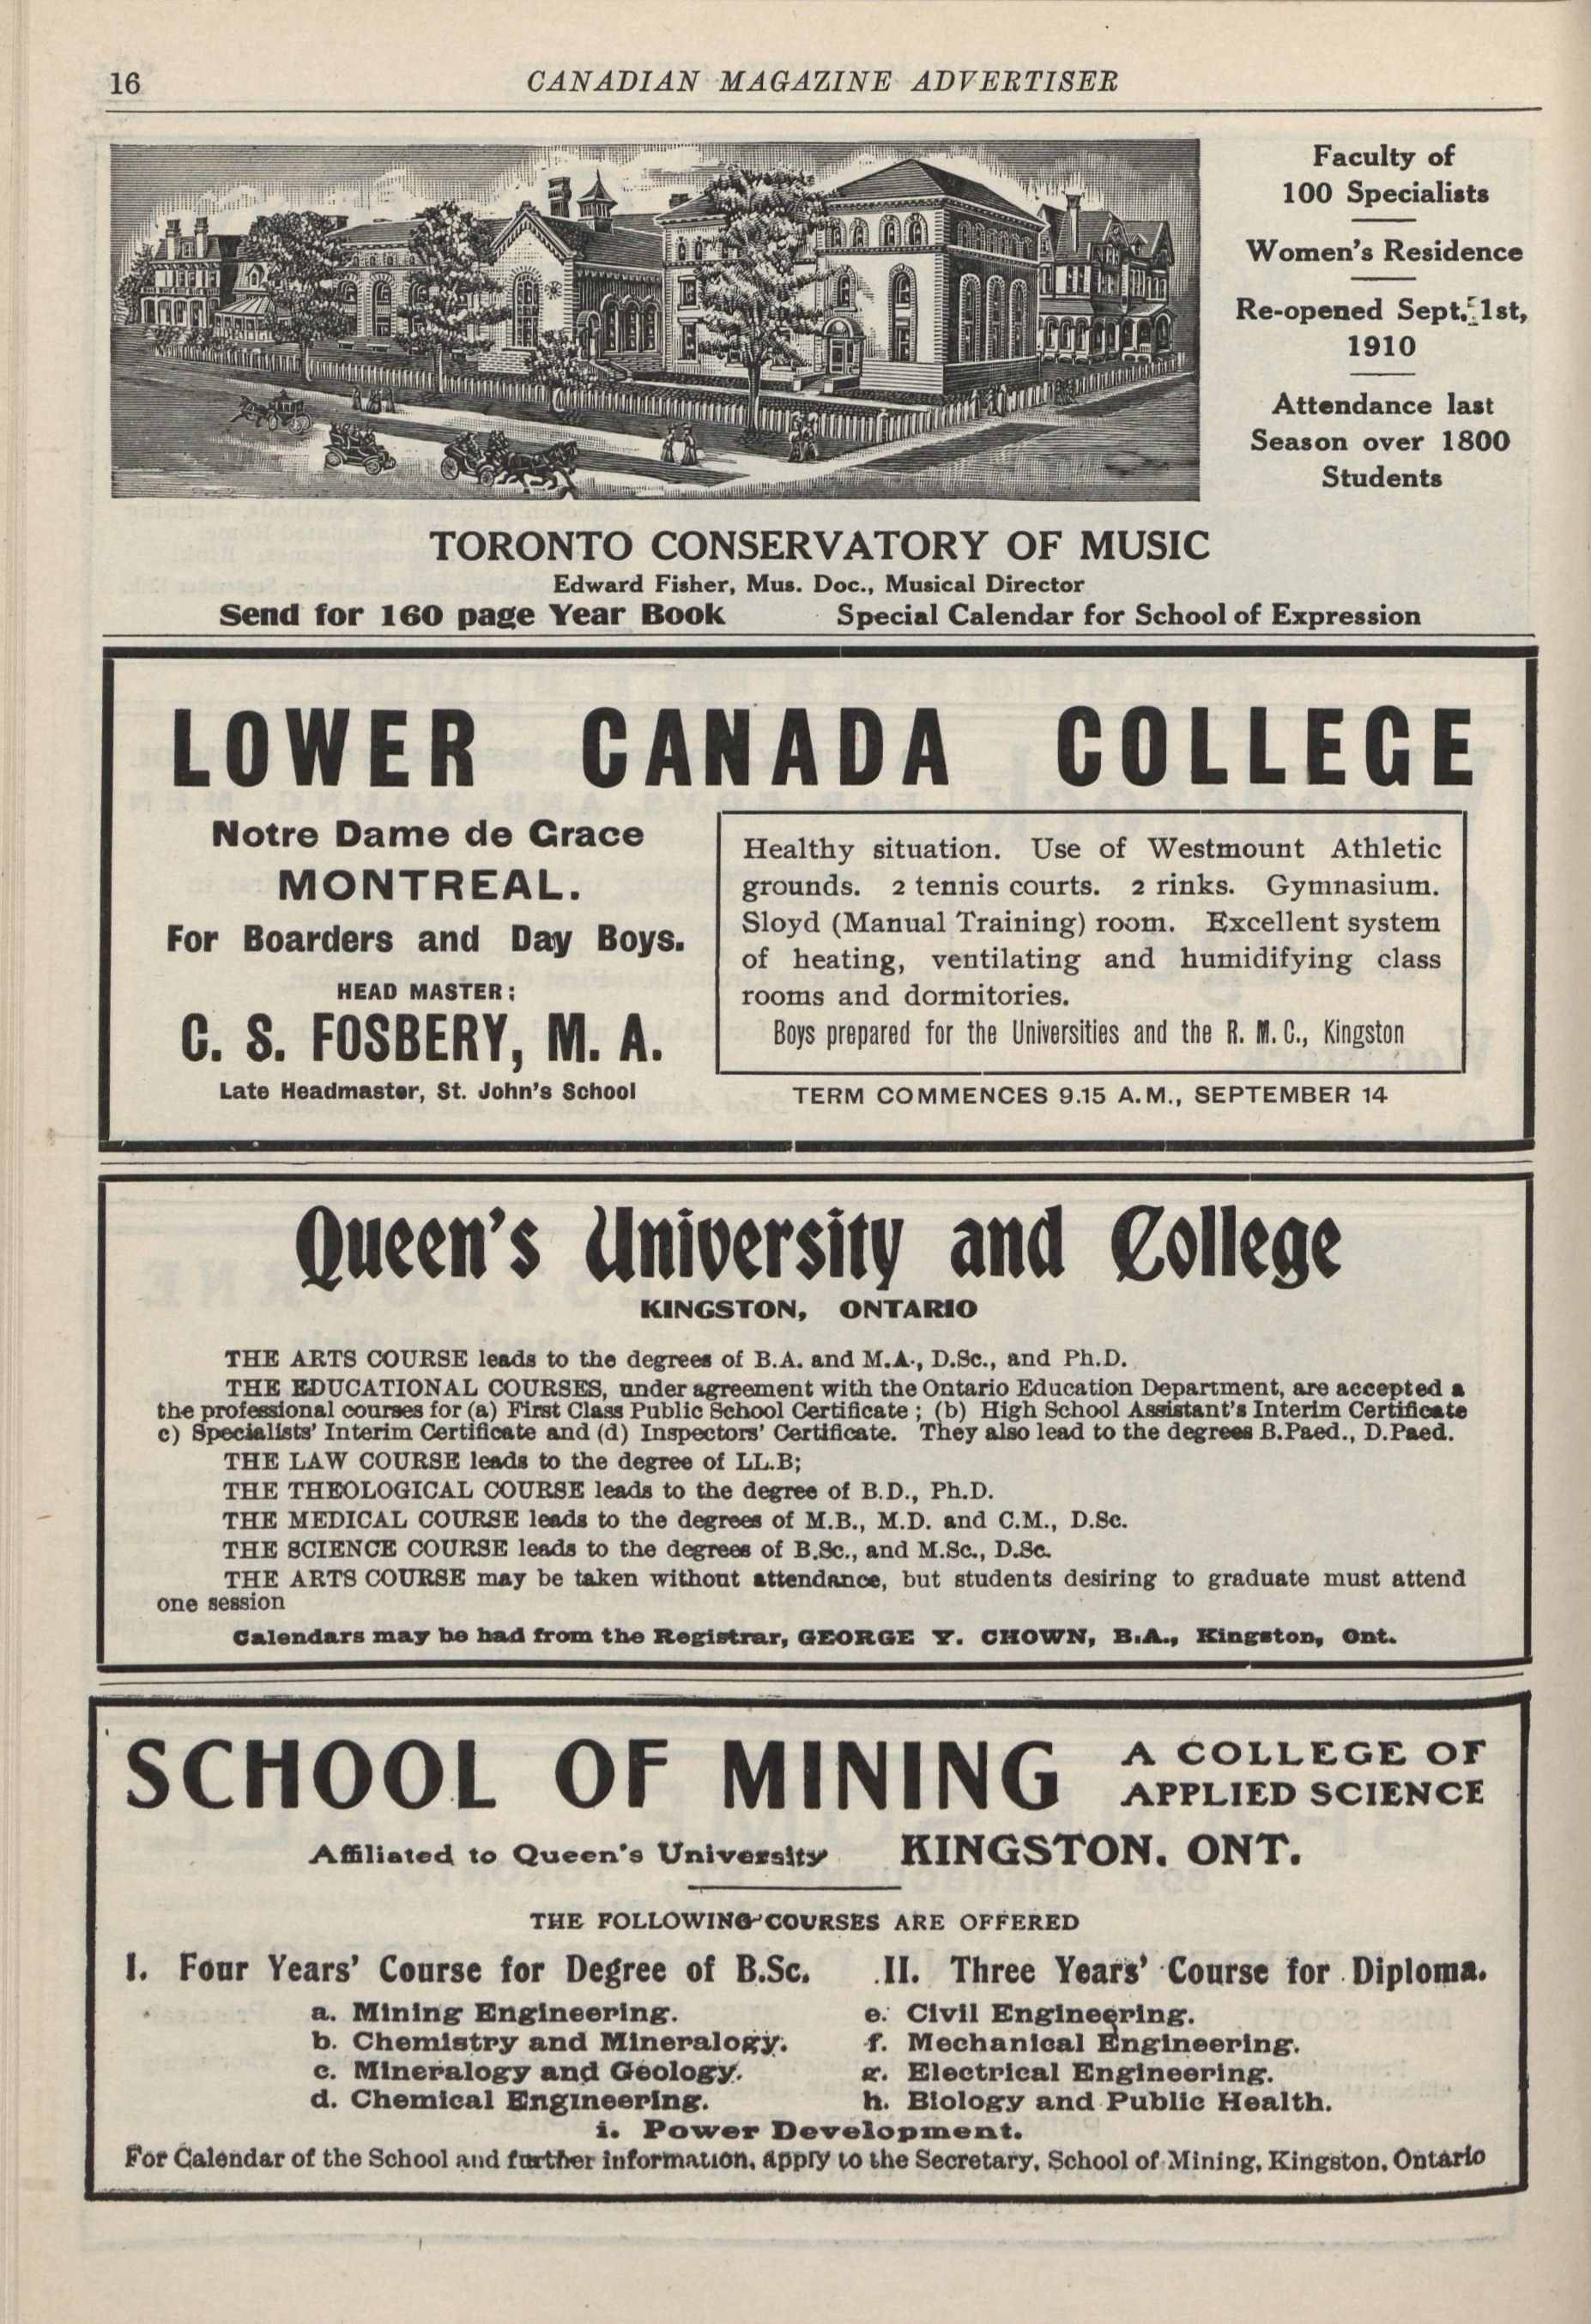 16
CANADIAN MAGAZINE ADVERTISER
Faculty of
100 Specialists
Women's Residence
Re-opened Sept. 1st,
1910
Attendance last
Season over 1800
Students
TORONTO CONSERVATORY OF MUSIC
Edward Fisher, Mus. Doc., Musical Director
Send for 160 page Year Book Special Calendar for School of Expression
LOWER CANADA COLLEGE
Notre Dame de Grace
MONTREAL.
For Boarders and Day Boys.
HEAD MASTER:
C. S. FOSBERY, M. A.
Late Headmaster, St. John's School
Healthy situation. Use of Westmount Athletic
grounds. 2 tennis courts. 2 rinks. Gymnasium.
Sloyd (Manual Training) room. Excellent system
of heating, ventilating and humidifying class
rooms and dormitories.
Boys prepared for the Universities and the R. M. C., Kingston
TERM COMMENCES 9.15 A.M., SEPTEMBER 14
Queen's University and College
KINGSTON, ONTARIO
THE ARTS COURSE leads to the degrees of B.A. and M.A., D.Sc., and Ph.D.
THE EDUCATIONAL COURSES, under agreement with the Ontario Education Department, are accepted a
the professional courses for (a) First Class Public School Certificate; (b) High School Assistant's Interim Certificate
c) Specialists' Interim Certificate and (d) Inspectors' Certificate. They also lead to the degrees B.Paed., D.Paed.
THE LAW COURSE leads to the degree of LL.B;
THE THEOLOGICAL COURSE leads to the degree of B.D., Ph.D.
THE MEDICAL COURSE leads to the degrees of M.B., M.D. and C.M., D.Sc.
THE SCIENCE COURSE leads to the degrees of B.Sc., and M.Sc., D.Sc.
THE ARTS COURSE may be taken without attendance, but students desiring to graduate must attend
one session
Calendars may be had from the Registrar, GEORGE Y. CHOWN, B.A., Kingston, Ont.
SCHOOL OF MINING
A COLLEGE OF
APPLIED SCIENCE
Affiliated to Queen's University KINGSTON. ONT.
THE FOLLOWING COURSES ARE OFFERED
I. Four Years' Course for Degree of B.Sc. II. Three Years' Course for Diploma.
a. Mining Engineering.
b. Chemistry and Mineralogy.
c. Mineralogy and Geology.
d. Chemical Engineering.
e. Civil Engineering.
f. Mechanical Engineering.
g. Electrical Engineering.
h. Biology and Public Health.
i. Power Development.
For Calendar of the School and further information, apply to the Secretary, School of Mining, Kingston, Ontario